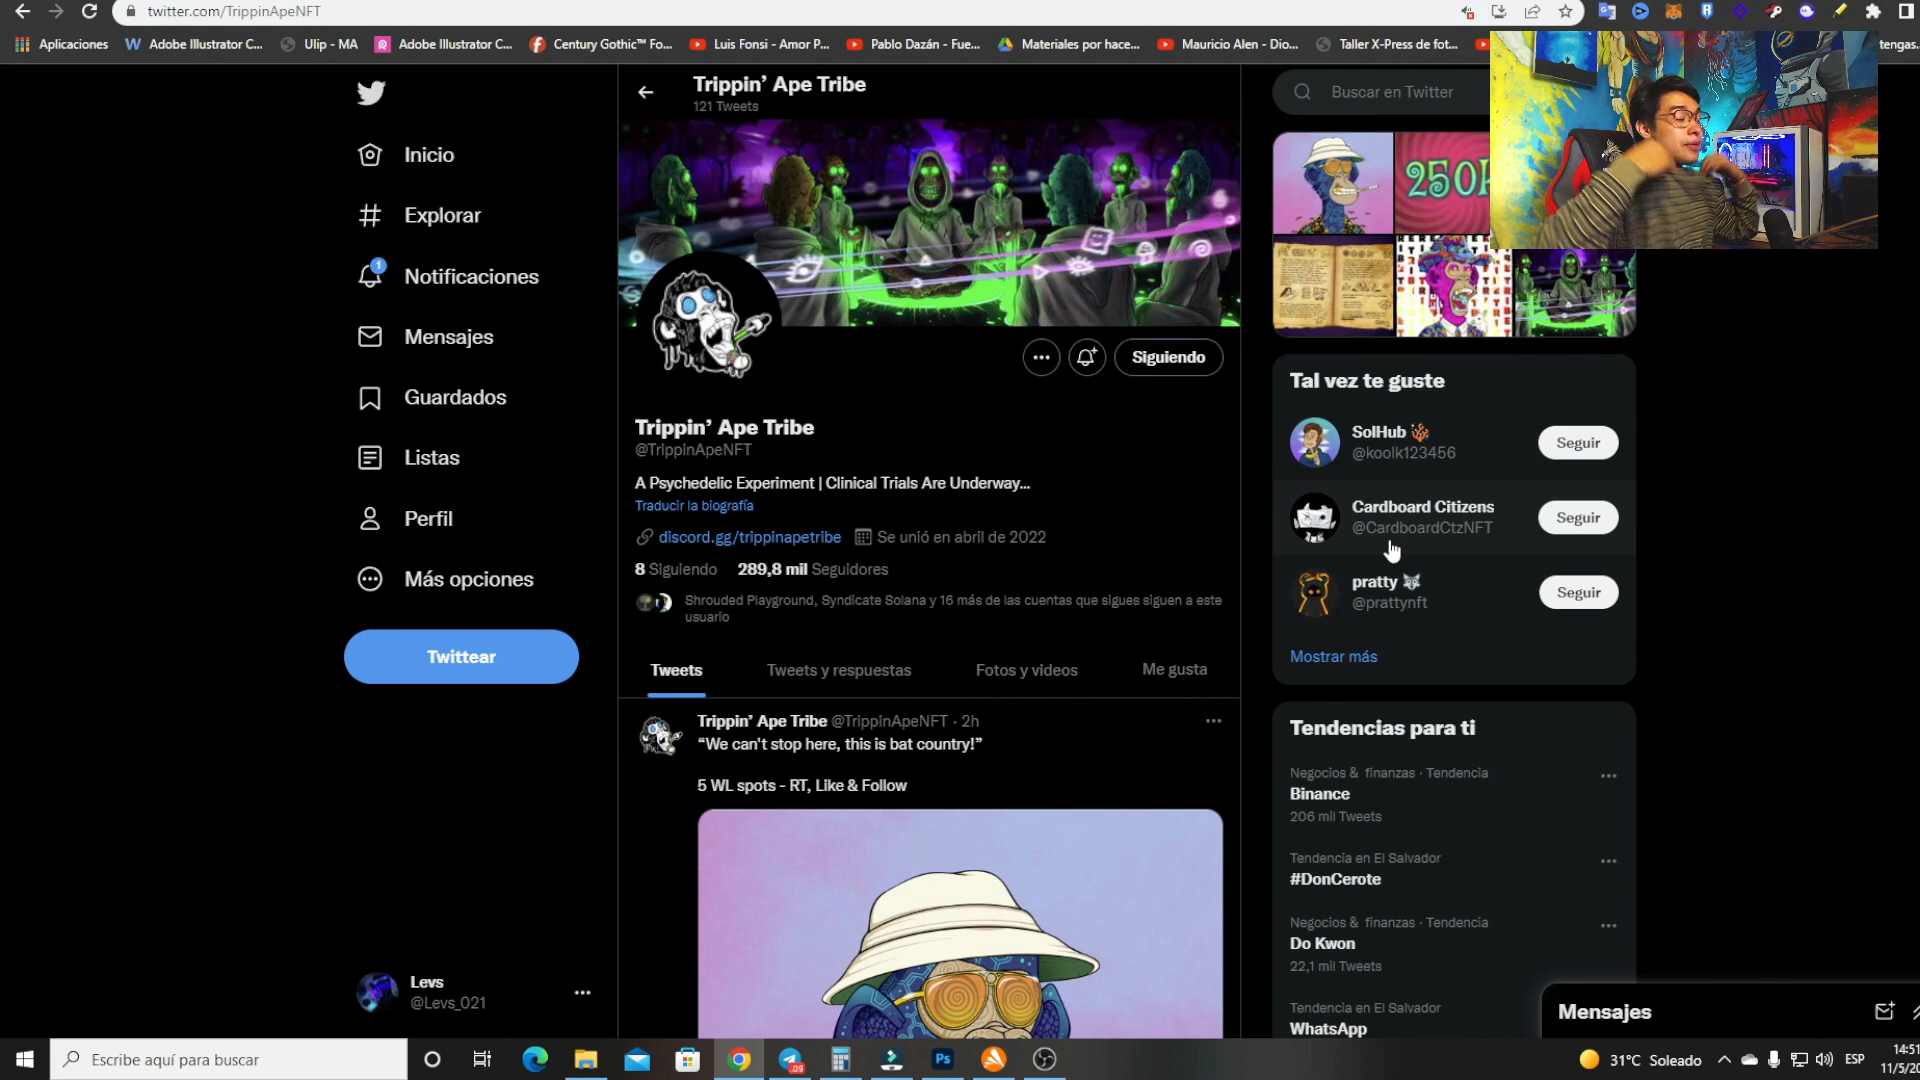 twitter.com/TrippinApeNFT
Aplicaciones
Adobe Illustrator C...
Ulip - MA
Adobe Illustrator C...
Century Gothic™ Fo...
Luis Fonsi - Amor P...
Pablo Dazán - Fue...
Materiales por hace...
Mauricio Alen - Dio...
Taller X-Press de fot...
tengas...
Inicio
Explorar
1
Notificaciones
Mensajes
Guardados
Listas
Perfil
Más opciones
Twittear
Levs
@Levs_021
Trippin’ Ape Tribe
121 Tweets
Siguiendo
Trippin’ Ape Tribe
@TrippinApeNFT
A Psychedelic Experiment | Clinical Trials Are Underway...
Traducir la biografía
discord.gg/trippinapetribe
Se unió en abril de 2022
8 Siguiendo
289,8 mil Seguidores
Shrouded Playground, Syndicate Solana y 16 más de las cuentas que sigues siguen a este
usuario
Tweets
Tweets y respuestas
Fotos y videos
Me gusta
Trippin’ Ape Tribe @TrippinApeNFT · 2h
“We can't stop here, this is bat country!”
5 WL spots - RT, Like & Follow
Buscar en Twitter
250K
Tal vez te guste
SolHub
@koolk123456
Seguir
Cardboard Citizens
@CardboardCtzNFT
Seguir
pratty
@prattynft
Seguir
Mostrar más
Tendencias para ti
Negocios & finanzas · Tendencia
Binance
206 mil Tweets
Tendencia en El Salvador
#DonCerote
Negocios & finanzas · Tendencia
Do Kwon
22,1 mil Tweets
Tendencia en El Salvador
WhatsApp
Mensajes
Escribe aquí para buscar
.09
Ps
31°C Soleado
ESP
14:51
11/5/20